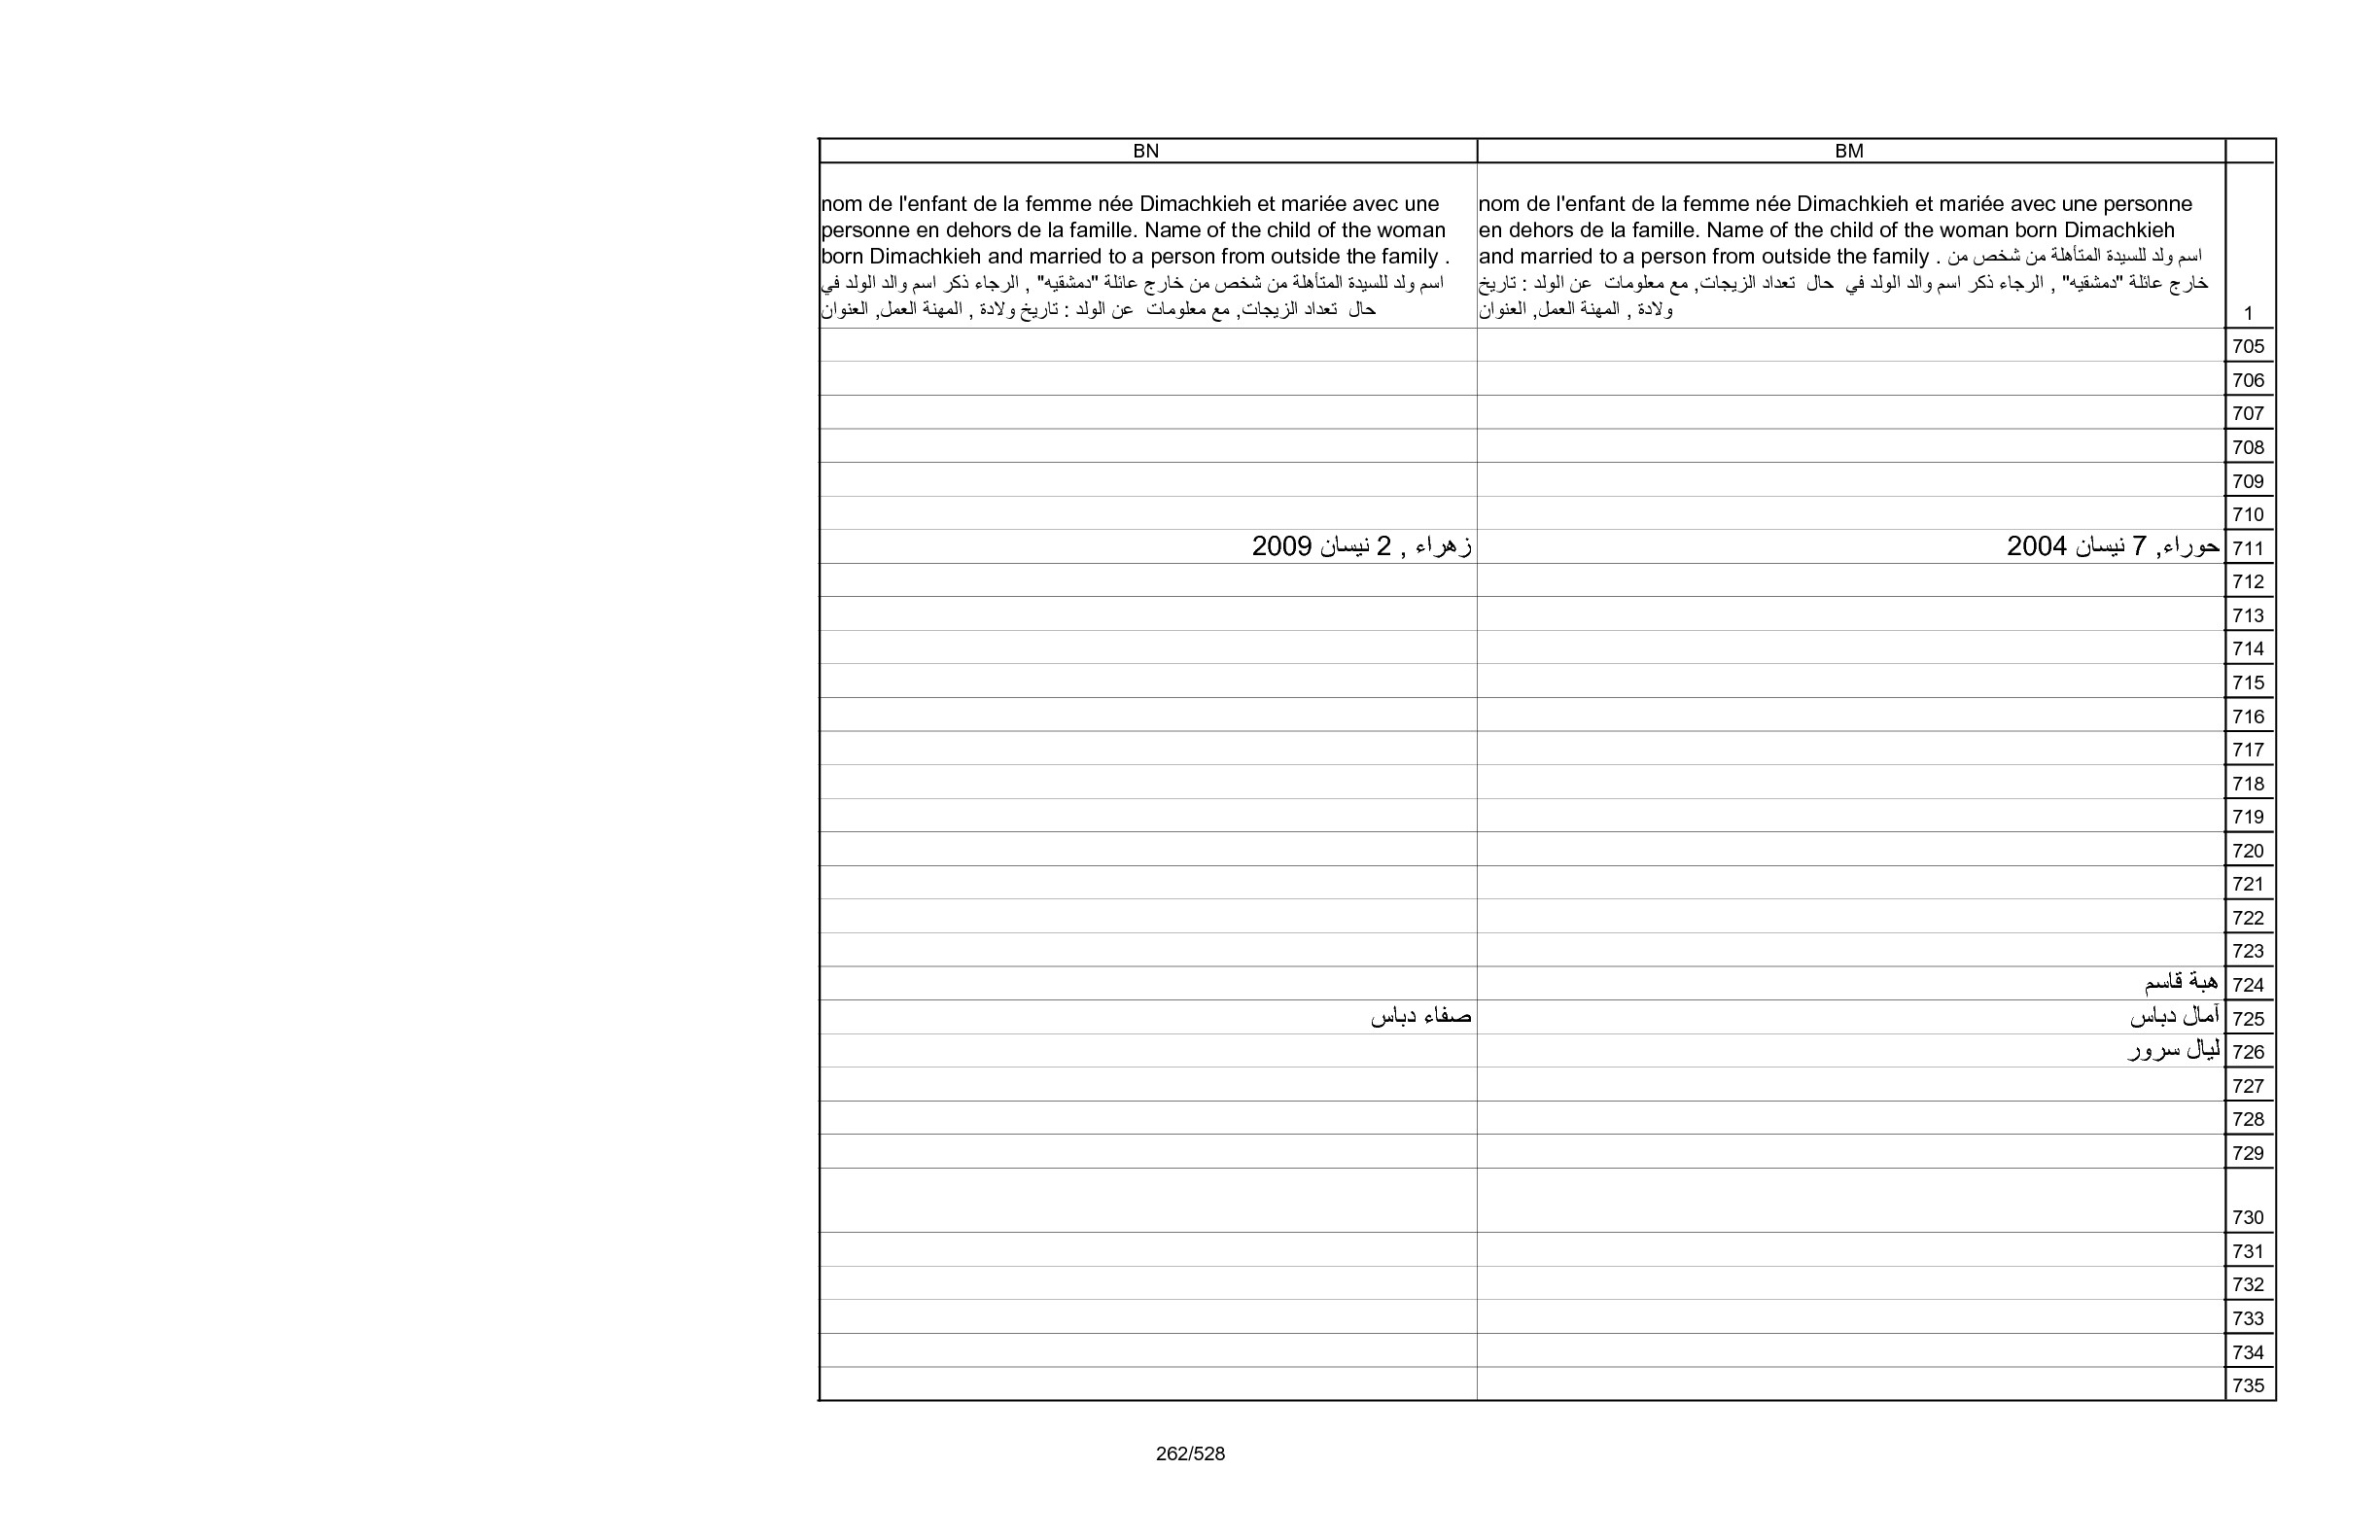 BN
BM
nom de l'enfant de la femme née Dimachkieh et mariée avec une
personne en dehors de la famille. Name of the child of the woman
born Dimachkieh and married to a person from outside the family .
اسم ولد للسيدة المتأهلة من شخص من خارج عائلة "دمشقيه" , الرجاء ذكر اسم والد الولد في
حال تعداد الزيجات, مع معلومات عن الولد : تاريخ ولادة , المهنة العمل, العنوان
nom de l'enfant de la femme née Dimachkieh et mariée avec une personne
en dehors de la famille. Name of the child of the woman born Dimachkieh
and married to a person from outside the family . اسم ولد للسيدة المتأهلة من شخص من
خارج عائلة "دمشقيه" , الرجاء ذكر اسم والد الولد في حال تعداد الزيجات, مع معلومات عن الولد : تاريخ
ولادة , المهنة العمل, العنوان
1
705
706
707
708
709
710
711 حوراء, 7 نيسان 2004 زهراء , 2 نيسان 2009
712
713
714
715
716
717
718
719
720
721
722
723
724 هبة قاسم
725 آمال دباس صفاء دباس
726 ليال سرور
727
728
729
730
731
732
733
734
735
262/528